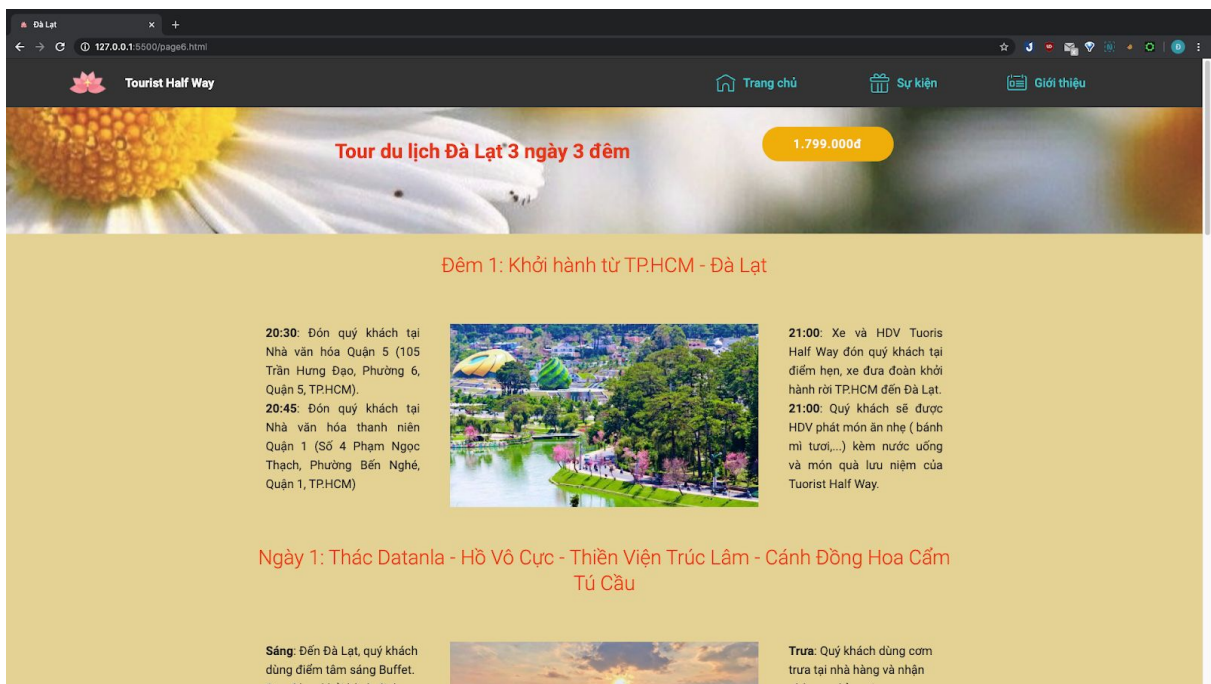 Đà Lạt
127.0.0.1:5500/page6.html
Tourist Half Way
Trang chủ
Sự kiện
Giới thiệu
Tour du lịch Đà Lạt 3 ngày 3 đêm
1.799.000đ
Đêm 1: Khởi hành từ TP.HCM - Đà Lạt
20:30: Đón quý khách tại
Nhà văn hóa Quận 5 (105
Trần Hưng Đạo, Phường 6,
Quận 5, TP.HCM).
20:45: Đón quý khách tại
Nhà văn hóa thanh niên
Quận 1 (Số 4 Phạm Ngọc
Thạch, Phường Bến Nghé,
Quận 1, TP.HCM)
21:00: Xe và HDV Tuoris
Half Way đón quý khách tại
điểm hẹn, xe đưa đoàn khởi
hành rời TP.HCM đến Đà Lạt.
21:00: Quý khách sẽ được
HDV phát món ăn nhẹ ( bánh
mì tươi,...) kèm nước uống
và món quà lưu niệm của
Tuorist Half Way.
Ngày 1: Thác Datanla - Hồ Vô Cực - Thiền Viện Trúc Lâm - Cánh Đồng Hoa Cẩm
Tú Cầu
Sáng: Đến Đà Lạt, quý khách
dùng điểm tâm sáng Buffet.
Trưa: Quý khách dùng cơm
trưa tại nhà hàng và nhận